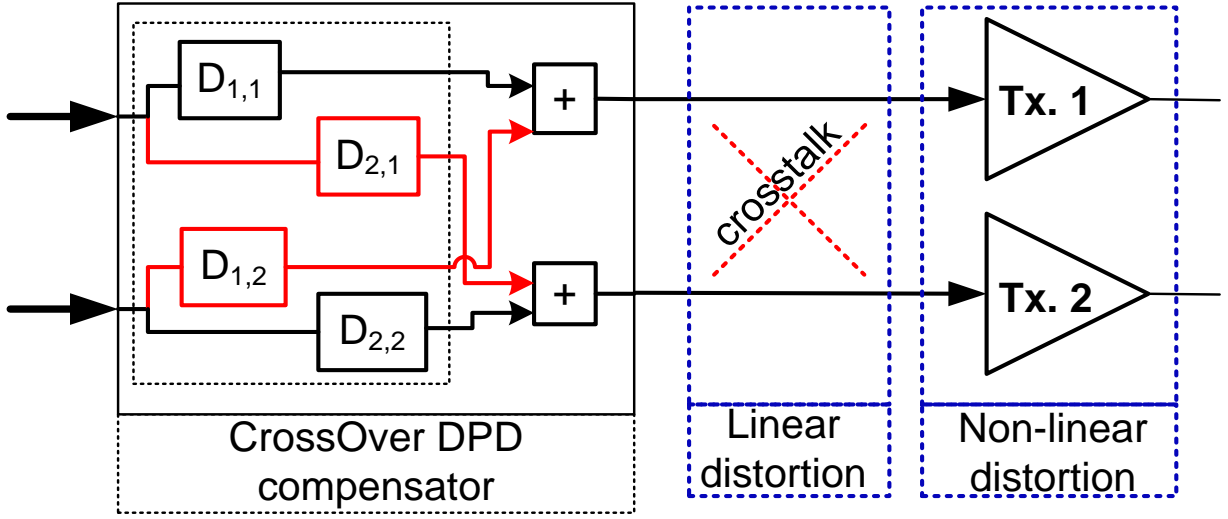 D1,1
+
Tx. 1
D2,1
crosstalk
D1,2
+
Tx. 2
D2,2
CrossOver DPD
compensator
Linear
distortion
Non-linear
distortion